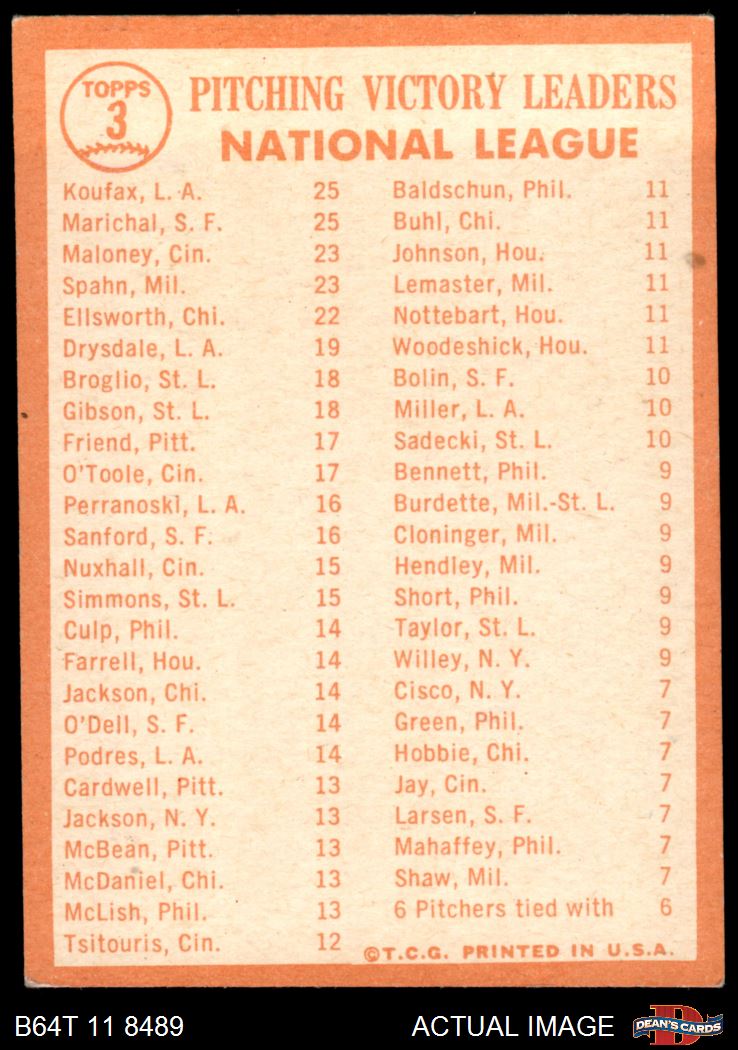 TOPPS
3
PITCHING VICTORY LEADERS
NATIONAL LEAGUE
Koufax, L. A. 25
Marichal, S. F. 25
Maloney, Cin. 23
Spahn, Mil. 23
Ellsworth, Chi. 22
Drysdale, L. A. 19
Broglio, St. L. 18
Gibson, St. L. 18
Friend, Pitt. 17
O'Toole, Cin. 17
Perranoski, L. A. 16
Sanford, S. F. 16
Nuxhall, Cin. 15
Simmons, St. L. 15
Culp, Phil. 14
Farrell, Hou. 14
Jackson, Chi. 14
O'Dell, S. F. 14
Podres, L. A. 14
Cardwell, Pitt. 13
Jackson, N. Y. 13
McBean, Pitt. 13
McDaniel, Chi. 13
McLish, Phil. 13
Tsitouris, Cin. 12
Baldschun, Phil. 11
Buhl, Chi. 11
Johnson, Hou. 11
Lemaster, Mil. 11
Nottebart, Hou. 11
Woodeshick, Hou. 11
Bolin, S. F. 10
Miller, L. A. 10
Sadecki, St. L. 10
Bennett, Phil. 9
Burdette, Mil.-St. L. 9
Cloninger, Mil. 9
Hendley, Mil. 9
Short, Phil. 9
Taylor, St. L. 9
Willey, N. Y. 9
Cisco, N. Y. 7
Green, Phil. 7
Hobbie, Chi. 7
Jay, Cin. 7
Larsen, S. F. 7
Mahaffey, Phil. 7
Shaw, Mil. 7
6 Pitchers tied with 6
©T.C.G. PRINTED IN U.S.A.
B64T 11 8489
ACTUAL IMAGE
DEAN'S CARDS